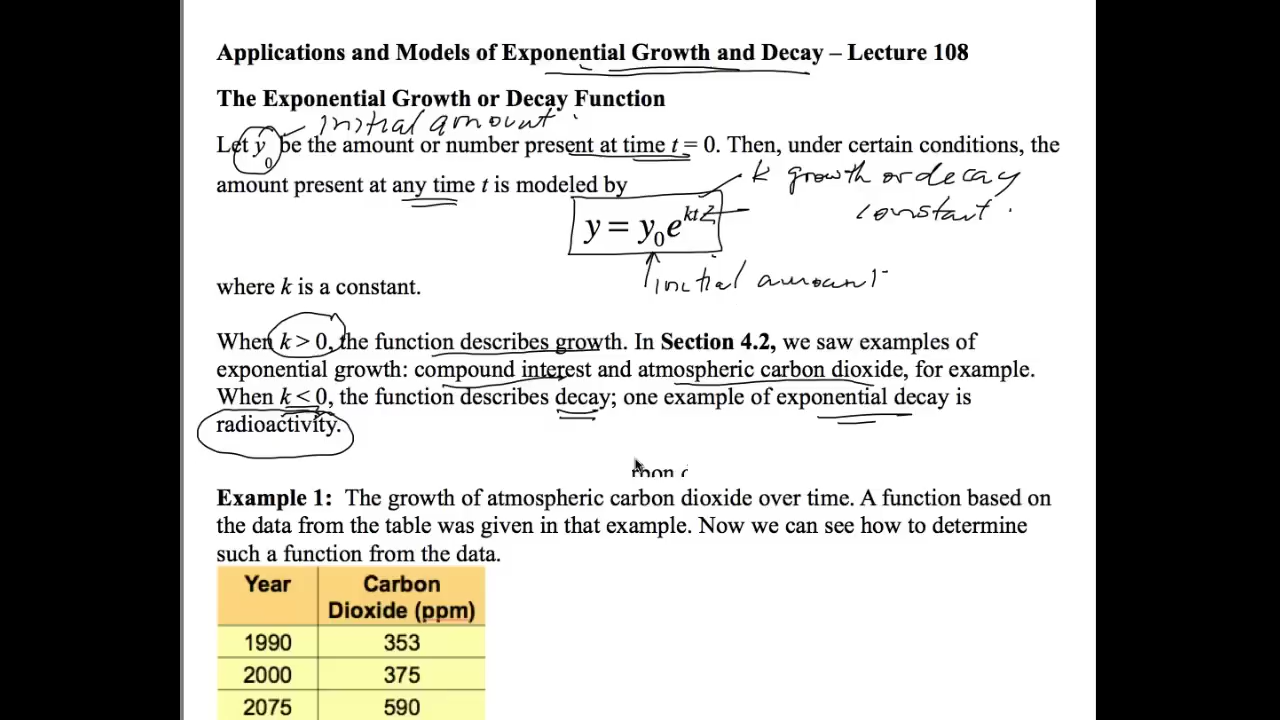 Applications and Models of Exponential Growth and Decay – Lecture 108
The Exponential Growth or Decay Function
initial amount.
Let y0 be the amount or number present at time t = 0. Then, under certain conditions, the
amount present at any time t is modeled by
k growth or decay
constant.
y = y0e^kt
initial amount
where k is a constant.
When k > 0, the function describes growth. In Section 4.2, we saw examples of
exponential growth: compound interest and atmospheric carbon dioxide, for example.
When k < 0, the function describes decay; one example of exponential decay is
radioactivity.
Example 1: The growth of atmospheric carbon dioxide over time. A function based on
the data from the table was given in that example. Now we can see how to determine
such a function from the data.
Year Carbon
Dioxide (ppm)
1990 353
2000 375
2075 590